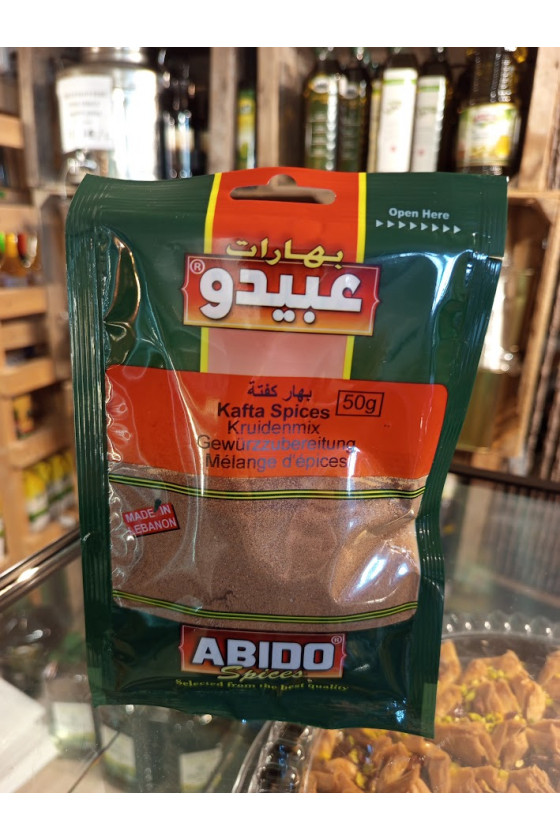 Open Here
بهارات
عبيدو®
بهار كفتة
Kafta Spices 50g
Kruidenmix
Gewürzzubereitung
Mélange d'épices
MADE IN
LEBANON
ABIDO®
Spices
Selected from the best quality